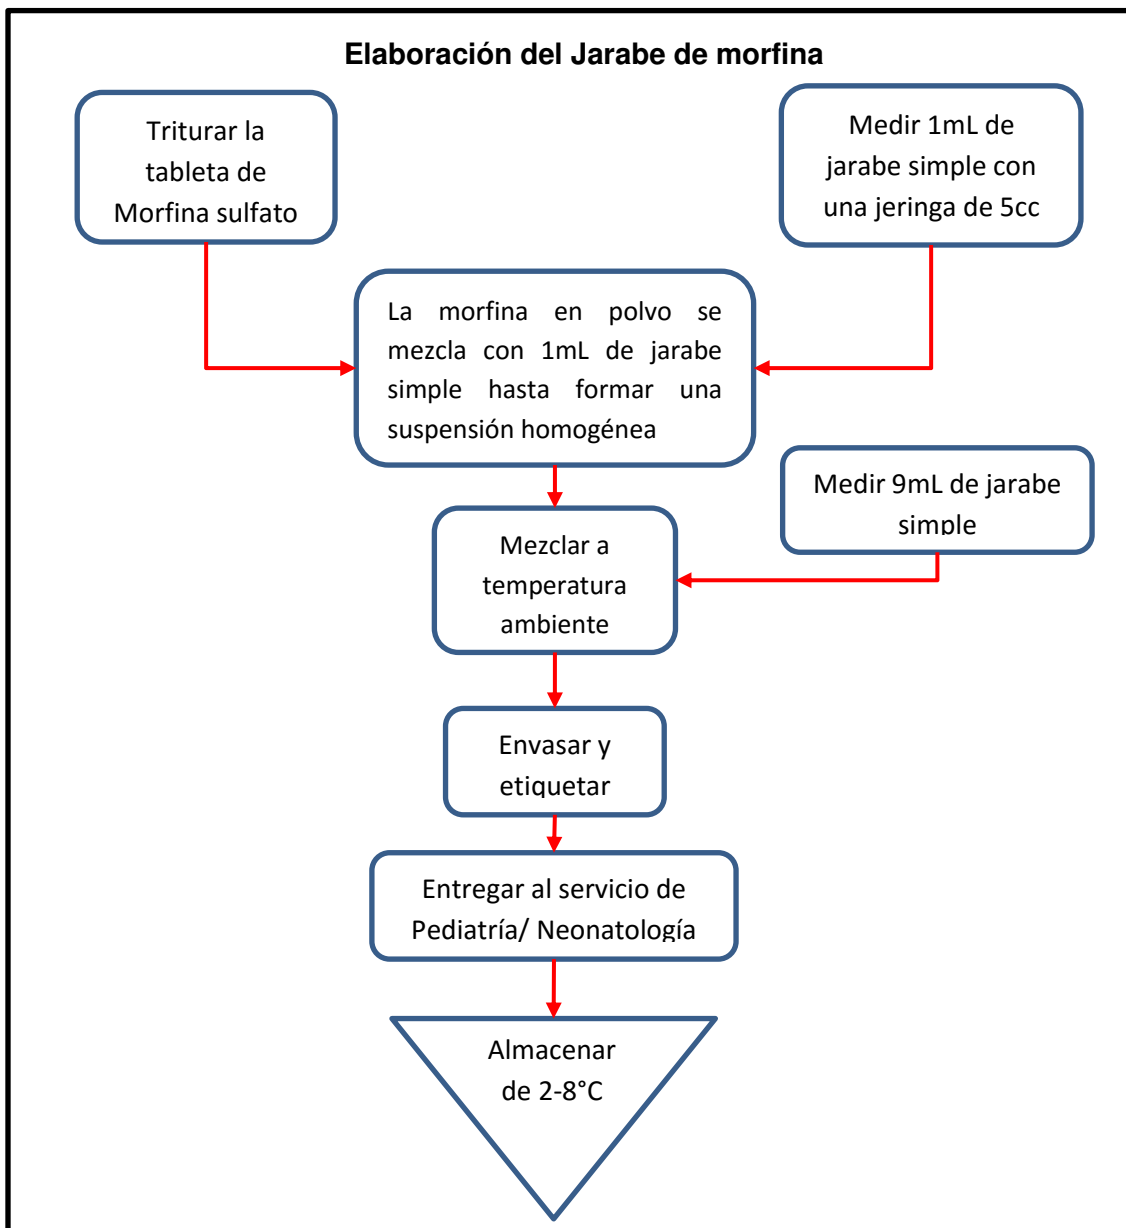 Elaboración del Jarabe de morfina
Triturar la
tableta de
Morfina sulfato
Medir 1mL de
jarabe simple con
una jeringa de 5cc
La morfina en polvo se
mezcla con 1mL de jarabe
simple hasta formar una
suspensión homogénea
Medir 9mL de jarabe
simple
Mezclar a
temperatura
ambiente
Envasar y
etiquetar
Entregar al servicio de
Pediatría/ Neonatología
Almacenar
de 2-8°C